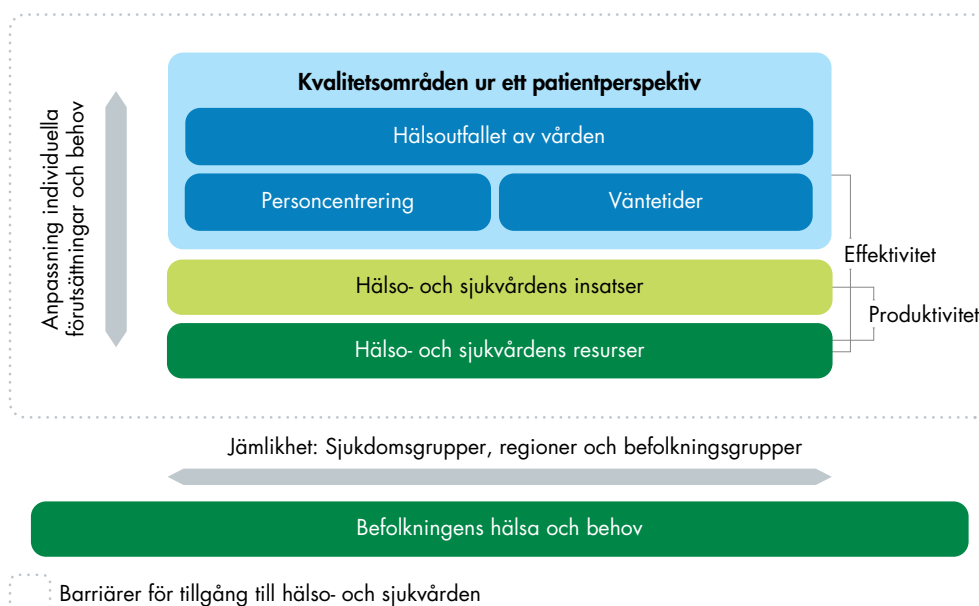 Kvalitetsområden ur ett patientperspektiv
Hälsoutfallet av vården
Anpassning individuella
förutsättningar och behov
Personcentrering
Väntetider
Effektivitet
Hälso- och sjukvårdens insatser
Produktivitet
Hälso- och sjukvårdens resurser
Jämlikhet: Sjukdomsgrupper, regioner och befolkningsgrupper
Befolkningens hälsa och behov
Barriärer för tillgång till hälso- och sjukvården